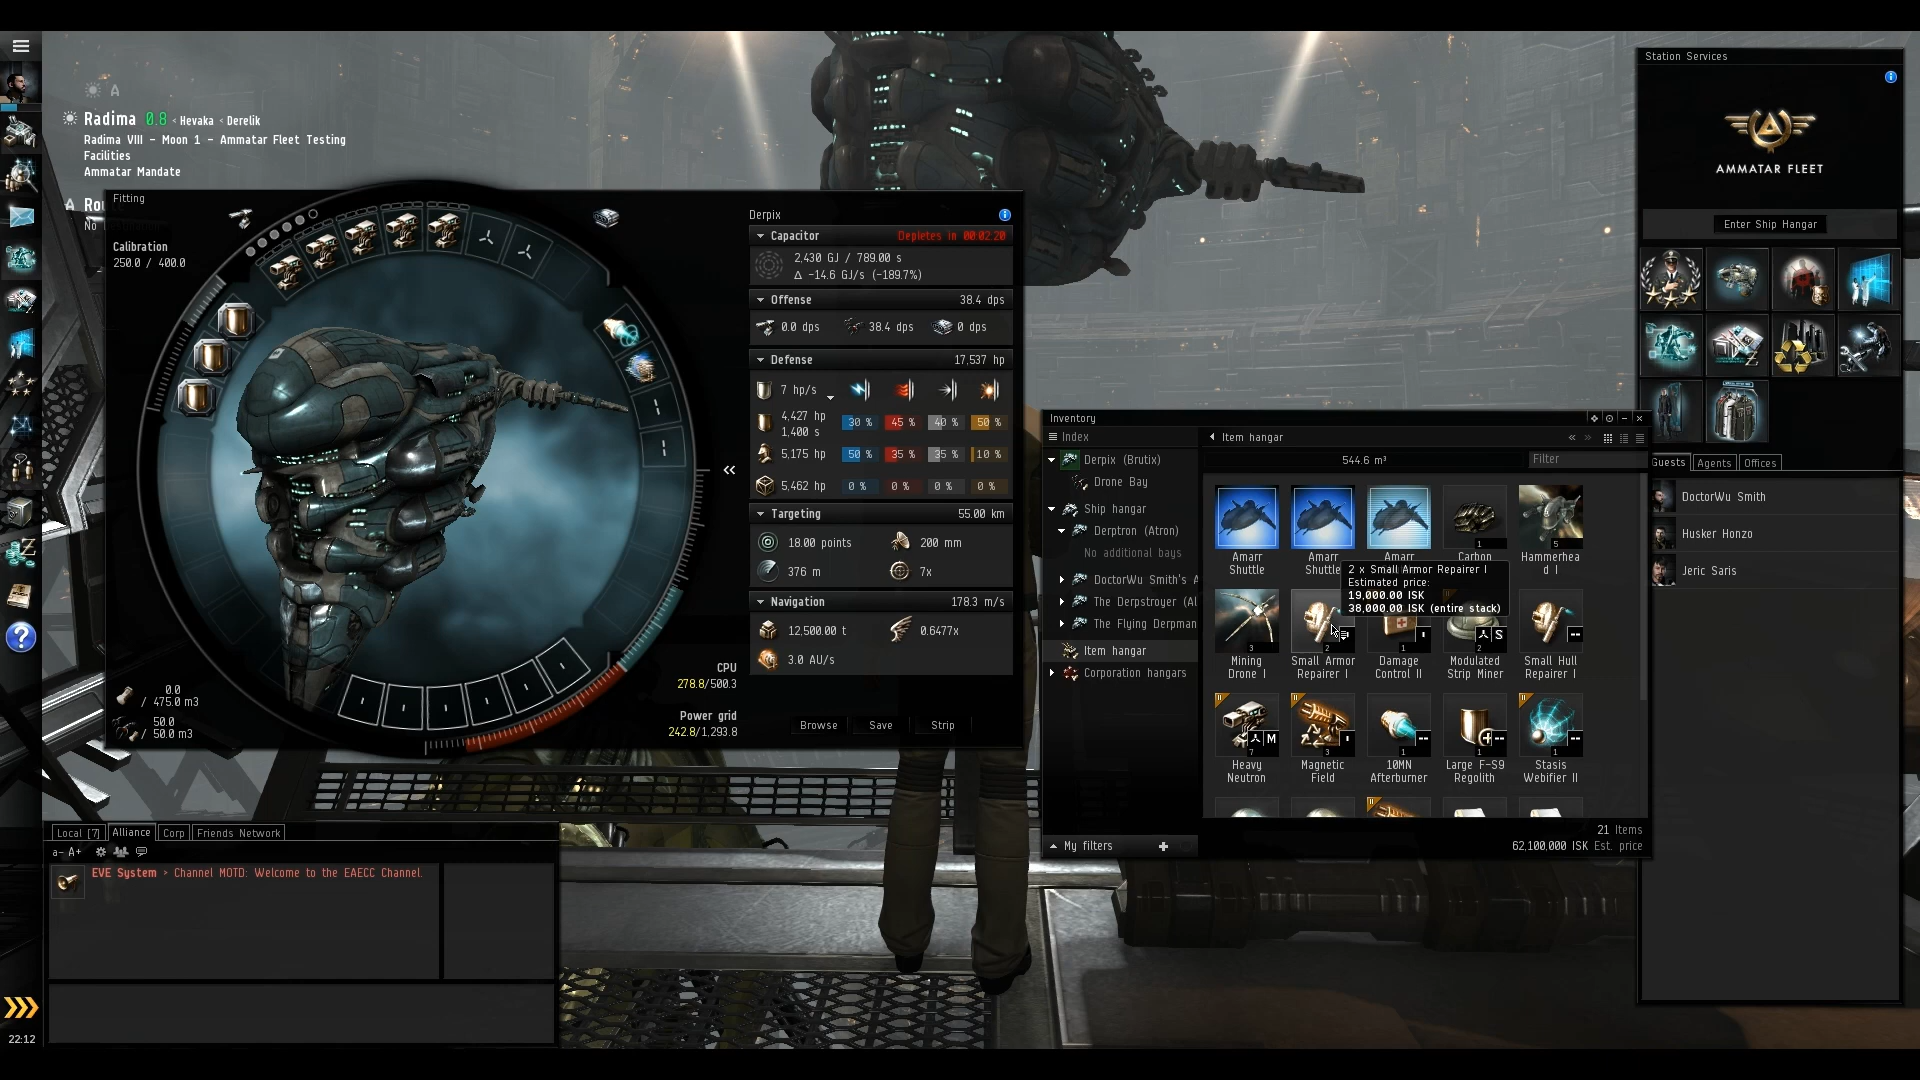 Radima 0.8 < Hevaka < Derelik
Radima VIII - Moon 1 - Ammatar Fleet Testing
Facilities
Ammatar Mandate
Fitting
Calibration
250.0 / 400.0
0.0
/ 475.0 m3
50.0
/ 50.0 m3
CPU
278.8/500.3
Power grid
242.8/1,293.8
Derpix
Capacitor
Depletes in 00:02:20
2,430 GJ / 789.00 s
Δ -14.6 GJ/s (-189.7%)
Offense
38.4 dps
0.0 dps
38.4 dps
0 dps
Defense
17,537 hp
7 hp/s
4,427 hp
1,400 s
30 %
45 %
40 %
50 %
5,175 hp
50 %
35 %
35 %
10 %
5,462 hp
0 %
0 %
0 %
0 %
Targeting
55.00 km
18.00 points
200 mm
376 m
7x
Navigation
178.3 m/s
12,500.00 t
0.6477x
3.0 AU/s
Browse
Save
Strip
Inventory
Index
Derpix (Brutix)
Drone Bay
Ship hangar
Derptron (Atron)
No additional bays
DoctorWu Smith's A
The Derpstroyer (Al
The Flying Derpman
Item hangar
Corporation hangars
My filters
Item hangar
544.6 m³
Filter
Amarr
Shuttle
Amarr
Shuttle
Amarr
Carbon
1
Hammerhea
d I
5
2 x Small Armor Repairer I
Estimated price:
19,000.00 ISK
38,000.00 ISK (entire stack)
Mining
Drone I
3
Small Armor
Repairer I
2
Damage
Control II
1
Modulated
Strip Miner
2
S
Small Hull
Repairer I
1
Heavy
Neutron
7
M
Magnetic
Field
3
10MN
Afterburner
1
Large F-S9
Regolith
1
Stasis
Webifier II
1
21 Items
62,100,000 ISK Est. price
Station Services
AMMATAR FLEET
Enter Ship Hangar
Guests
Agents
Offices
DoctorWu Smith
Husker Honzo
Jeric Saris
Local [7]
Alliance
Corp
Friends Network
a- A+
EVE System > Channel MOTD: Welcome to the EAECC Channel.
22:12